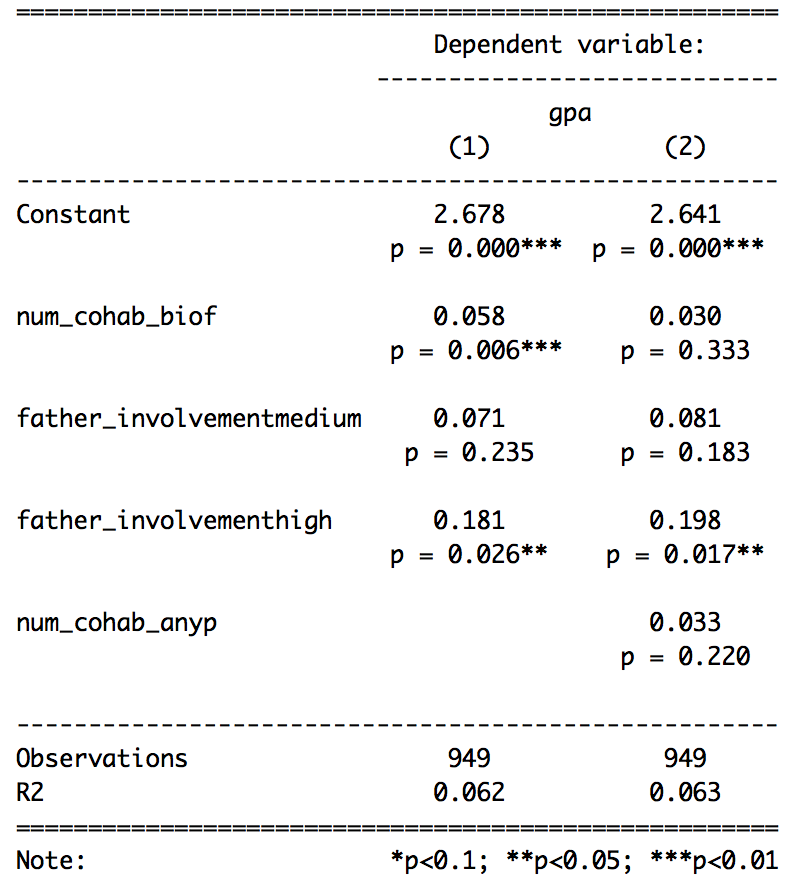 =====================================================
                             Dependent variable:
                         ----------------------------
                                     gpa
                              (1)            (2)
-----------------------------------------------------
Constant                     2.678          2.641
                          p = 0.000***  p = 0.000***

num_cohab_biof               0.058          0.030
                          p = 0.006***    p = 0.333

father_involvementmedium     0.071          0.081
                           p = 0.235      p = 0.183

father_involvementhigh       0.181          0.198
                          p = 0.026**    p = 0.017**

num_cohab_anyp                              0.033
                                          p = 0.220

-----------------------------------------------------
Observations                  949            949
R2                           0.062          0.063
=====================================================
Note:                     *p<0.1; **p<0.05; ***p<0.01